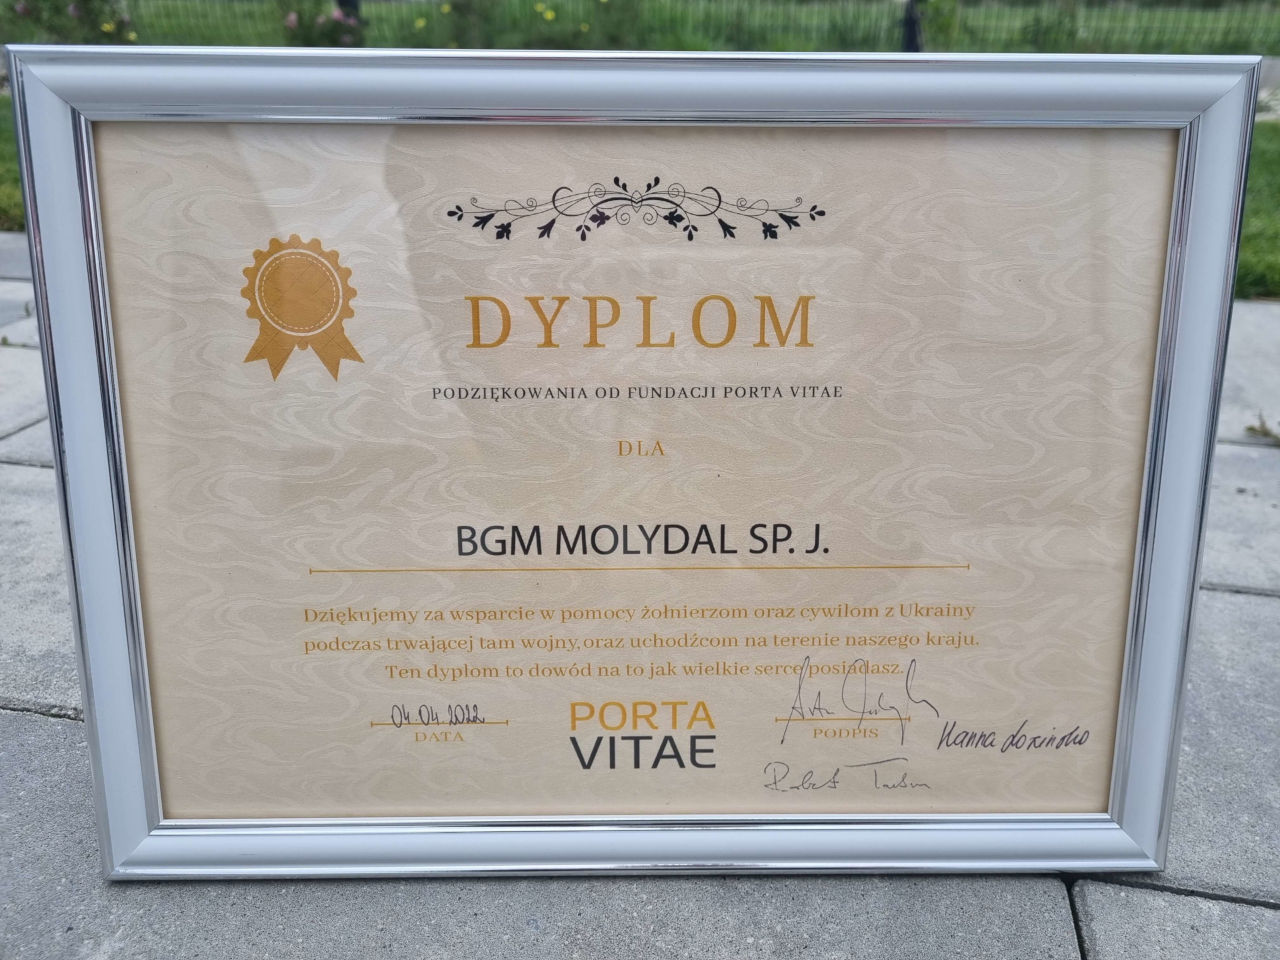 DYPLOM
PODZIĘKOWANIA OD FUNDACJI PORTA VITAE
DLA
BGM MOLYDAL SP. J.
Dziękujemy za wsparcie w pomocy żołnierzom oraz cywilom z Ukrainy
podczas trwającej tam wojny, oraz uchodźcom na terenie naszego kraju.
Ten dyplom to dowód na to jak wielkie serce posiadasz.
04.04.2022
DATA
PORTA
VITAE
PODPIS
Hanna
Robert